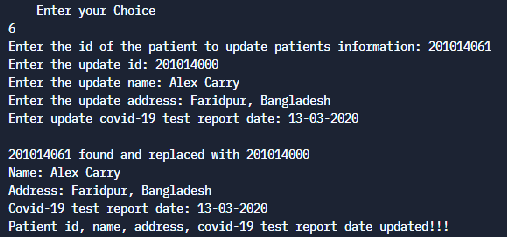 Enter your Choice
6
Enter the id of the patient to update patients information: 201014061
Enter the update id: 201014000
Enter the update name: Alex Carry
Enter the update address: Faridpur, Bangladesh
Enter update covid-19 test report date: 13-03-2020
201014061 found and replaced with 201014000
Name: Alex Carry
Address: Faridpur, Bangladesh
Covid-19 test report date: 13-03-2020
Patient id, name, address, covid-19 test report date updated!!!